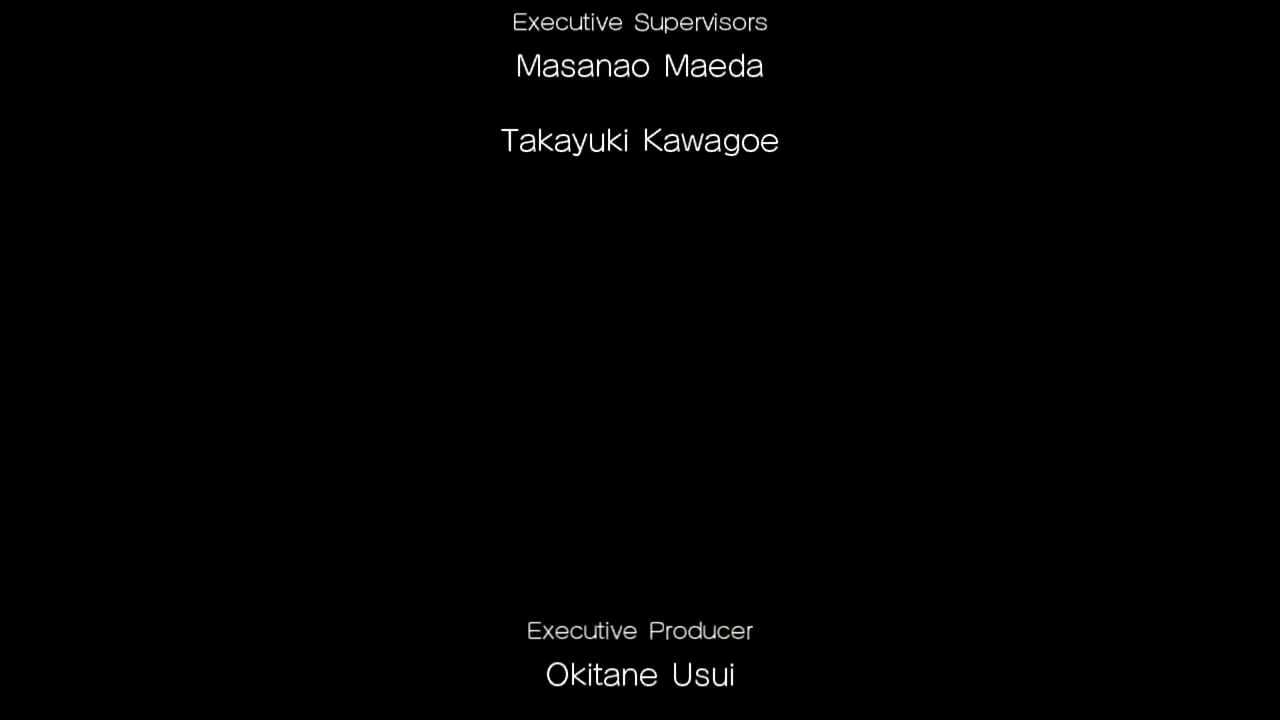 Executive Supervisors
Masanao Maeda
Takayuki Kawagoe
Executive Producer
Okitane Usui